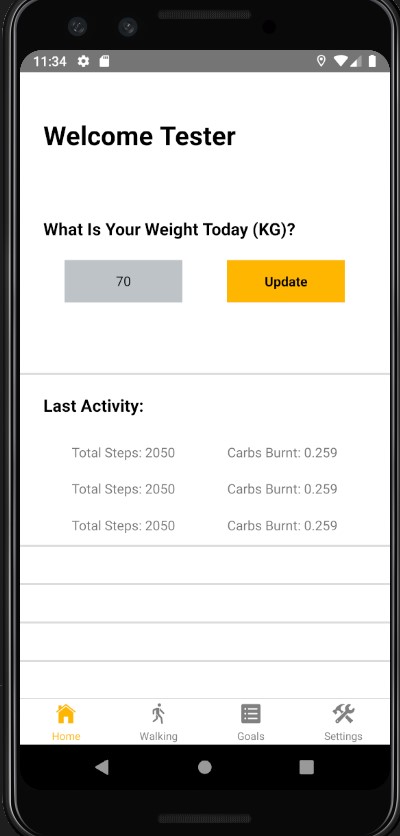 11:34
Welcome Tester
What Is Your Weight Today (KG)?
70 Update
Last Activity:
Total Steps: 2050 Carbs Burnt: 0.259
Total Steps: 2050 Carbs Burnt: 0.259
Total Steps: 2050 Carbs Burnt: 0.259
Home Walking Goals Settings